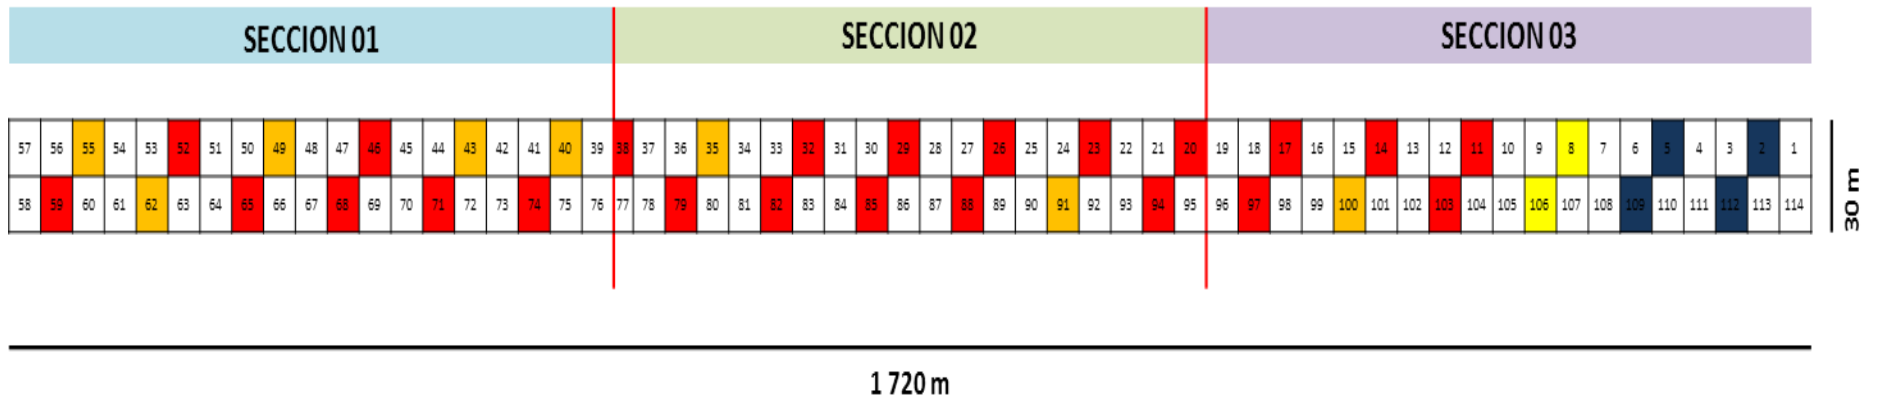 SECCION 01 SECCION 02 SECCION 03
57 56 55 54 53 52 51 50 49 48 47 46 45 44 43 42 41 40 39 38 37 36 35 34 33 32 31 30 29 28 27 26 25 24 23 22 21 20 19 18 17 16 15 14 13 12 11 10 9 8 7 6 5 4 3 2 1
58 59 60 61 62 63 64 65 66 67 68 69 70 71 72 73 74 75 76 77 78 79 80 81 82 83 84 85 86 87 88 89 90 91 92 93 94 95 96 97 98 99 100 101 102 103 104 105 106 107 108 109 110 111 112 113 114
30 m
1 720 m